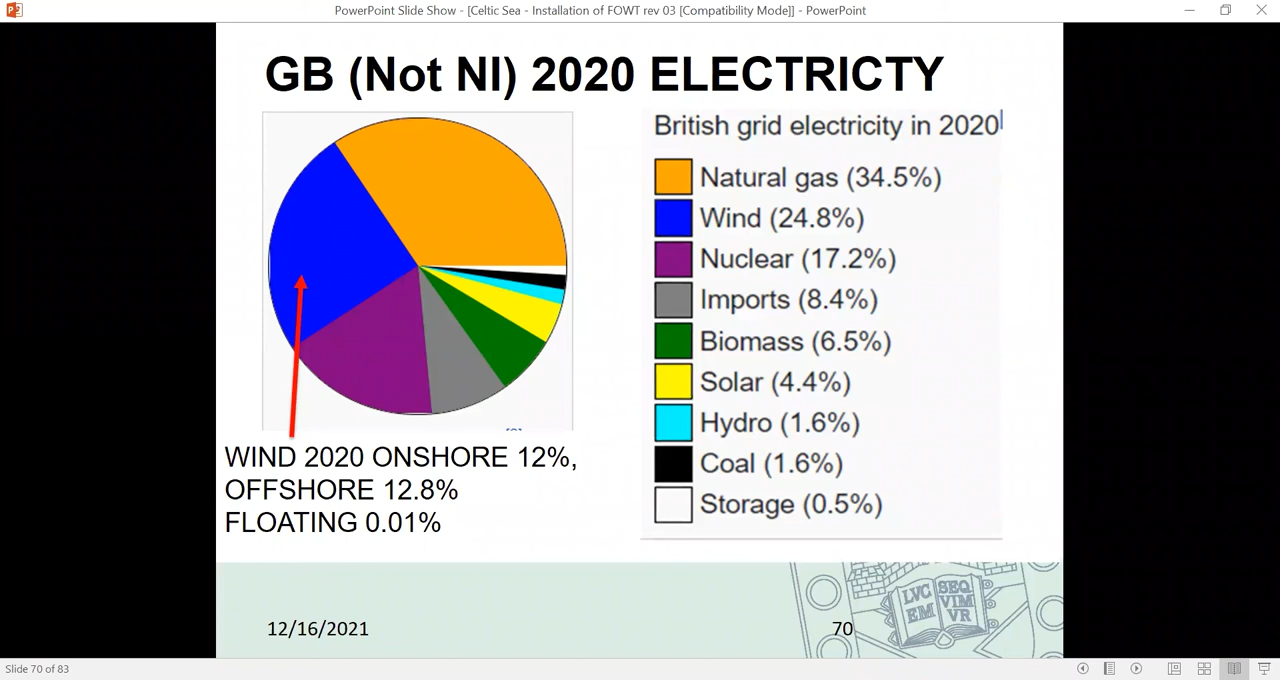 PowerPoint Slide Show - [Celtic Sea - Installation of FOWT rev 03 [Compatibility Mode]] - PowerPoint
GB (Not NI) 2020 ELECTRICTY
British grid electricity in 2020
Natural gas (34.5%)
Wind (24.8%)
Nuclear (17.2%)
Imports (8.4%)
Biomass (6.5%)
Solar (4.4%)
Hydro (1.6%)
Coal (1.6%)
Storage (0.5%)
WIND 2020 ONSHORE 12%,
OFFSHORE 12.8%
FLOATING 0.01%
LVC SEQ
EM VIM
VR
12/16/2021
70
Slide 70 of 83